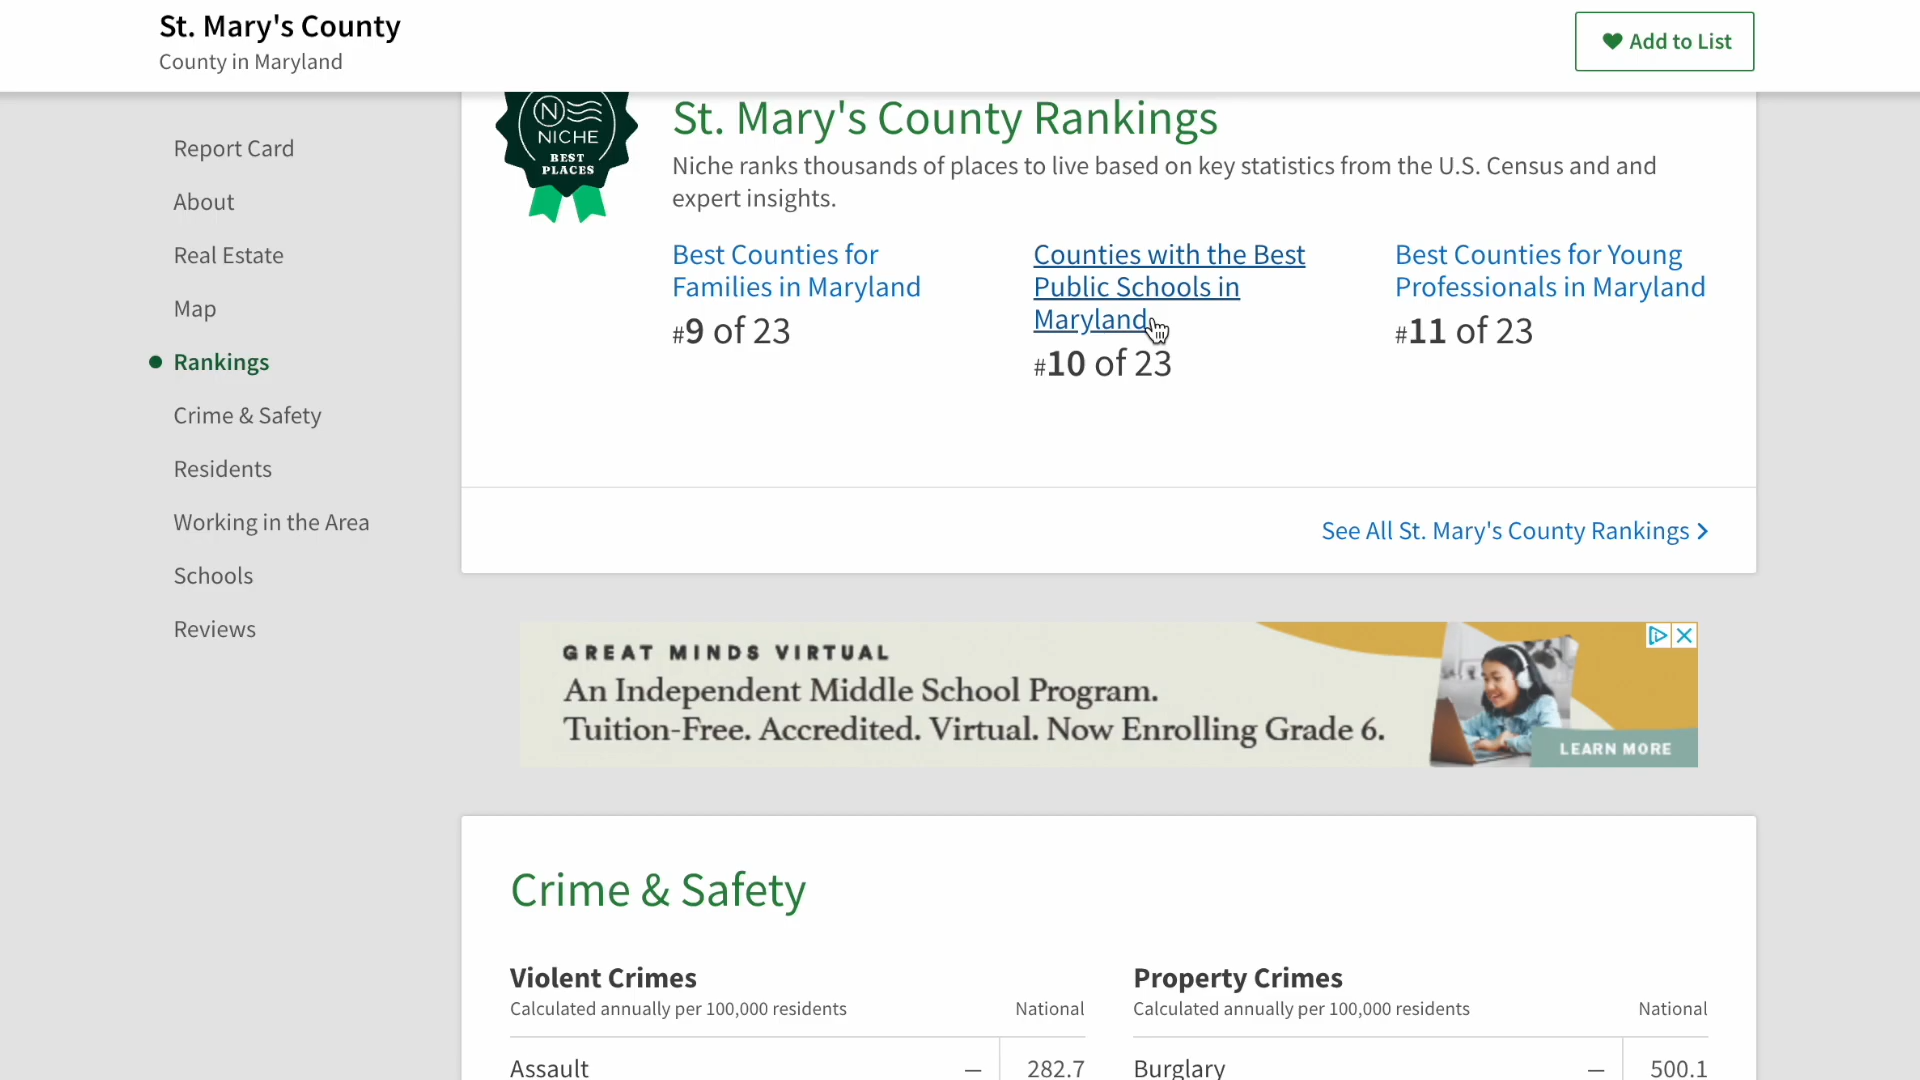 St. Mary's County
County in Maryland
Add to List
Report Card
About
Real Estate
Map
Rankings
Crime & Safety
Residents
Working in the Area
Schools
Reviews
N
NICHE
BEST
PLACES
St. Mary's County Rankings
Niche ranks thousands of places to live based on key statistics from the U.S. Census and and
expert insights.
Best Counties for
Families in Maryland
#9 of 23
Counties with the Best
Public Schools in
Maryland
#10 of 23
Best Counties for Young
Professionals in Maryland
#11 of 23
See All St. Mary's County Rankings
GREAT MINDS VIRTUAL
An Independent Middle School Program.
Tuition-Free. Accredited. Virtual. Now Enrolling Grade 6.
LEARN MORE
Crime & Safety
Violent Crimes
Calculated annually per 100,000 residents National
Assault — 282.7
Property Crimes
Calculated annually per 100,000 residents National
Burglary — 500.1